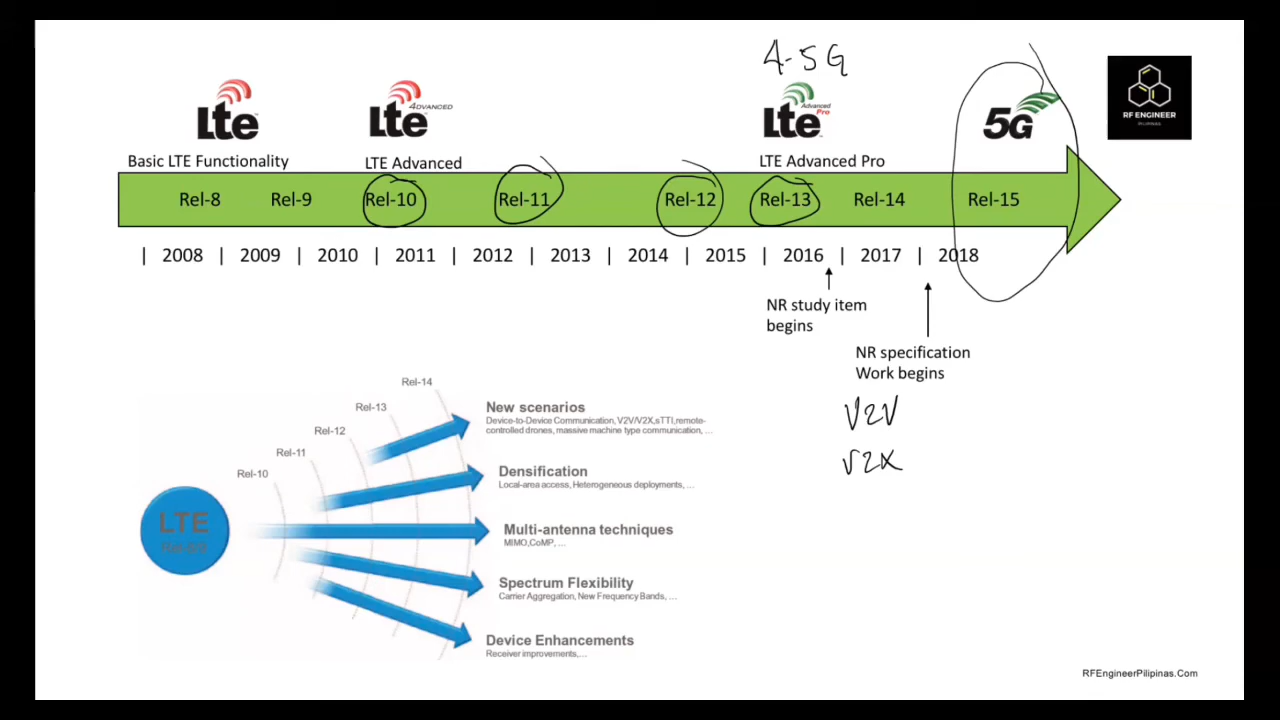 4.5G
Lte
Lte 4DVANCED
Lte Advanced Pro
5G
RF ENGINEER
PILIPINAS
Basic LTE Functionality
LTE Advanced
LTE Advanced Pro
Rel-8 Rel-9 Rel-10 Rel-11 Rel-12 Rel-13 Rel-14 Rel-15
| 2008 | 2009 | 2010 | 2011 | 2012 | 2013 | 2014 | 2015 | 2016 | 2017 | 2018
NR study item
begins
NR specification
Work begins
V2V
V2X
Rel-14
Rel-13
Rel-12
Rel-11
Rel-10
LTE
New scenarios
Device-to-Device Communication, V2V/V2X,sTTI,remote-
controlled drones, massive machine type communication, ...
Densification
Local-area access, Heterogeneous deployments, ...
Multi-antenna techniques
MIMO,CoMP, ...
Spectrum Flexibility
Carrier Aggregation, New Frequency Bands, ...
Device Enhancements
Receiver improvements,...
RFEngineerPilipinas.Com